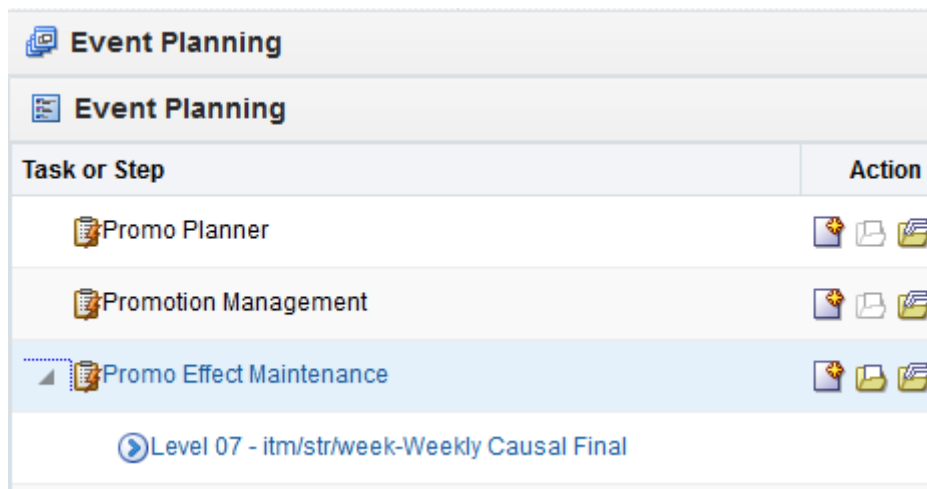 Event Planning
Event Planning
Task or Step Action
Promo Planner
Promotion Management
Promo Effect Maintenance
Level 07 - itm/str/week-Weekly Causal Final